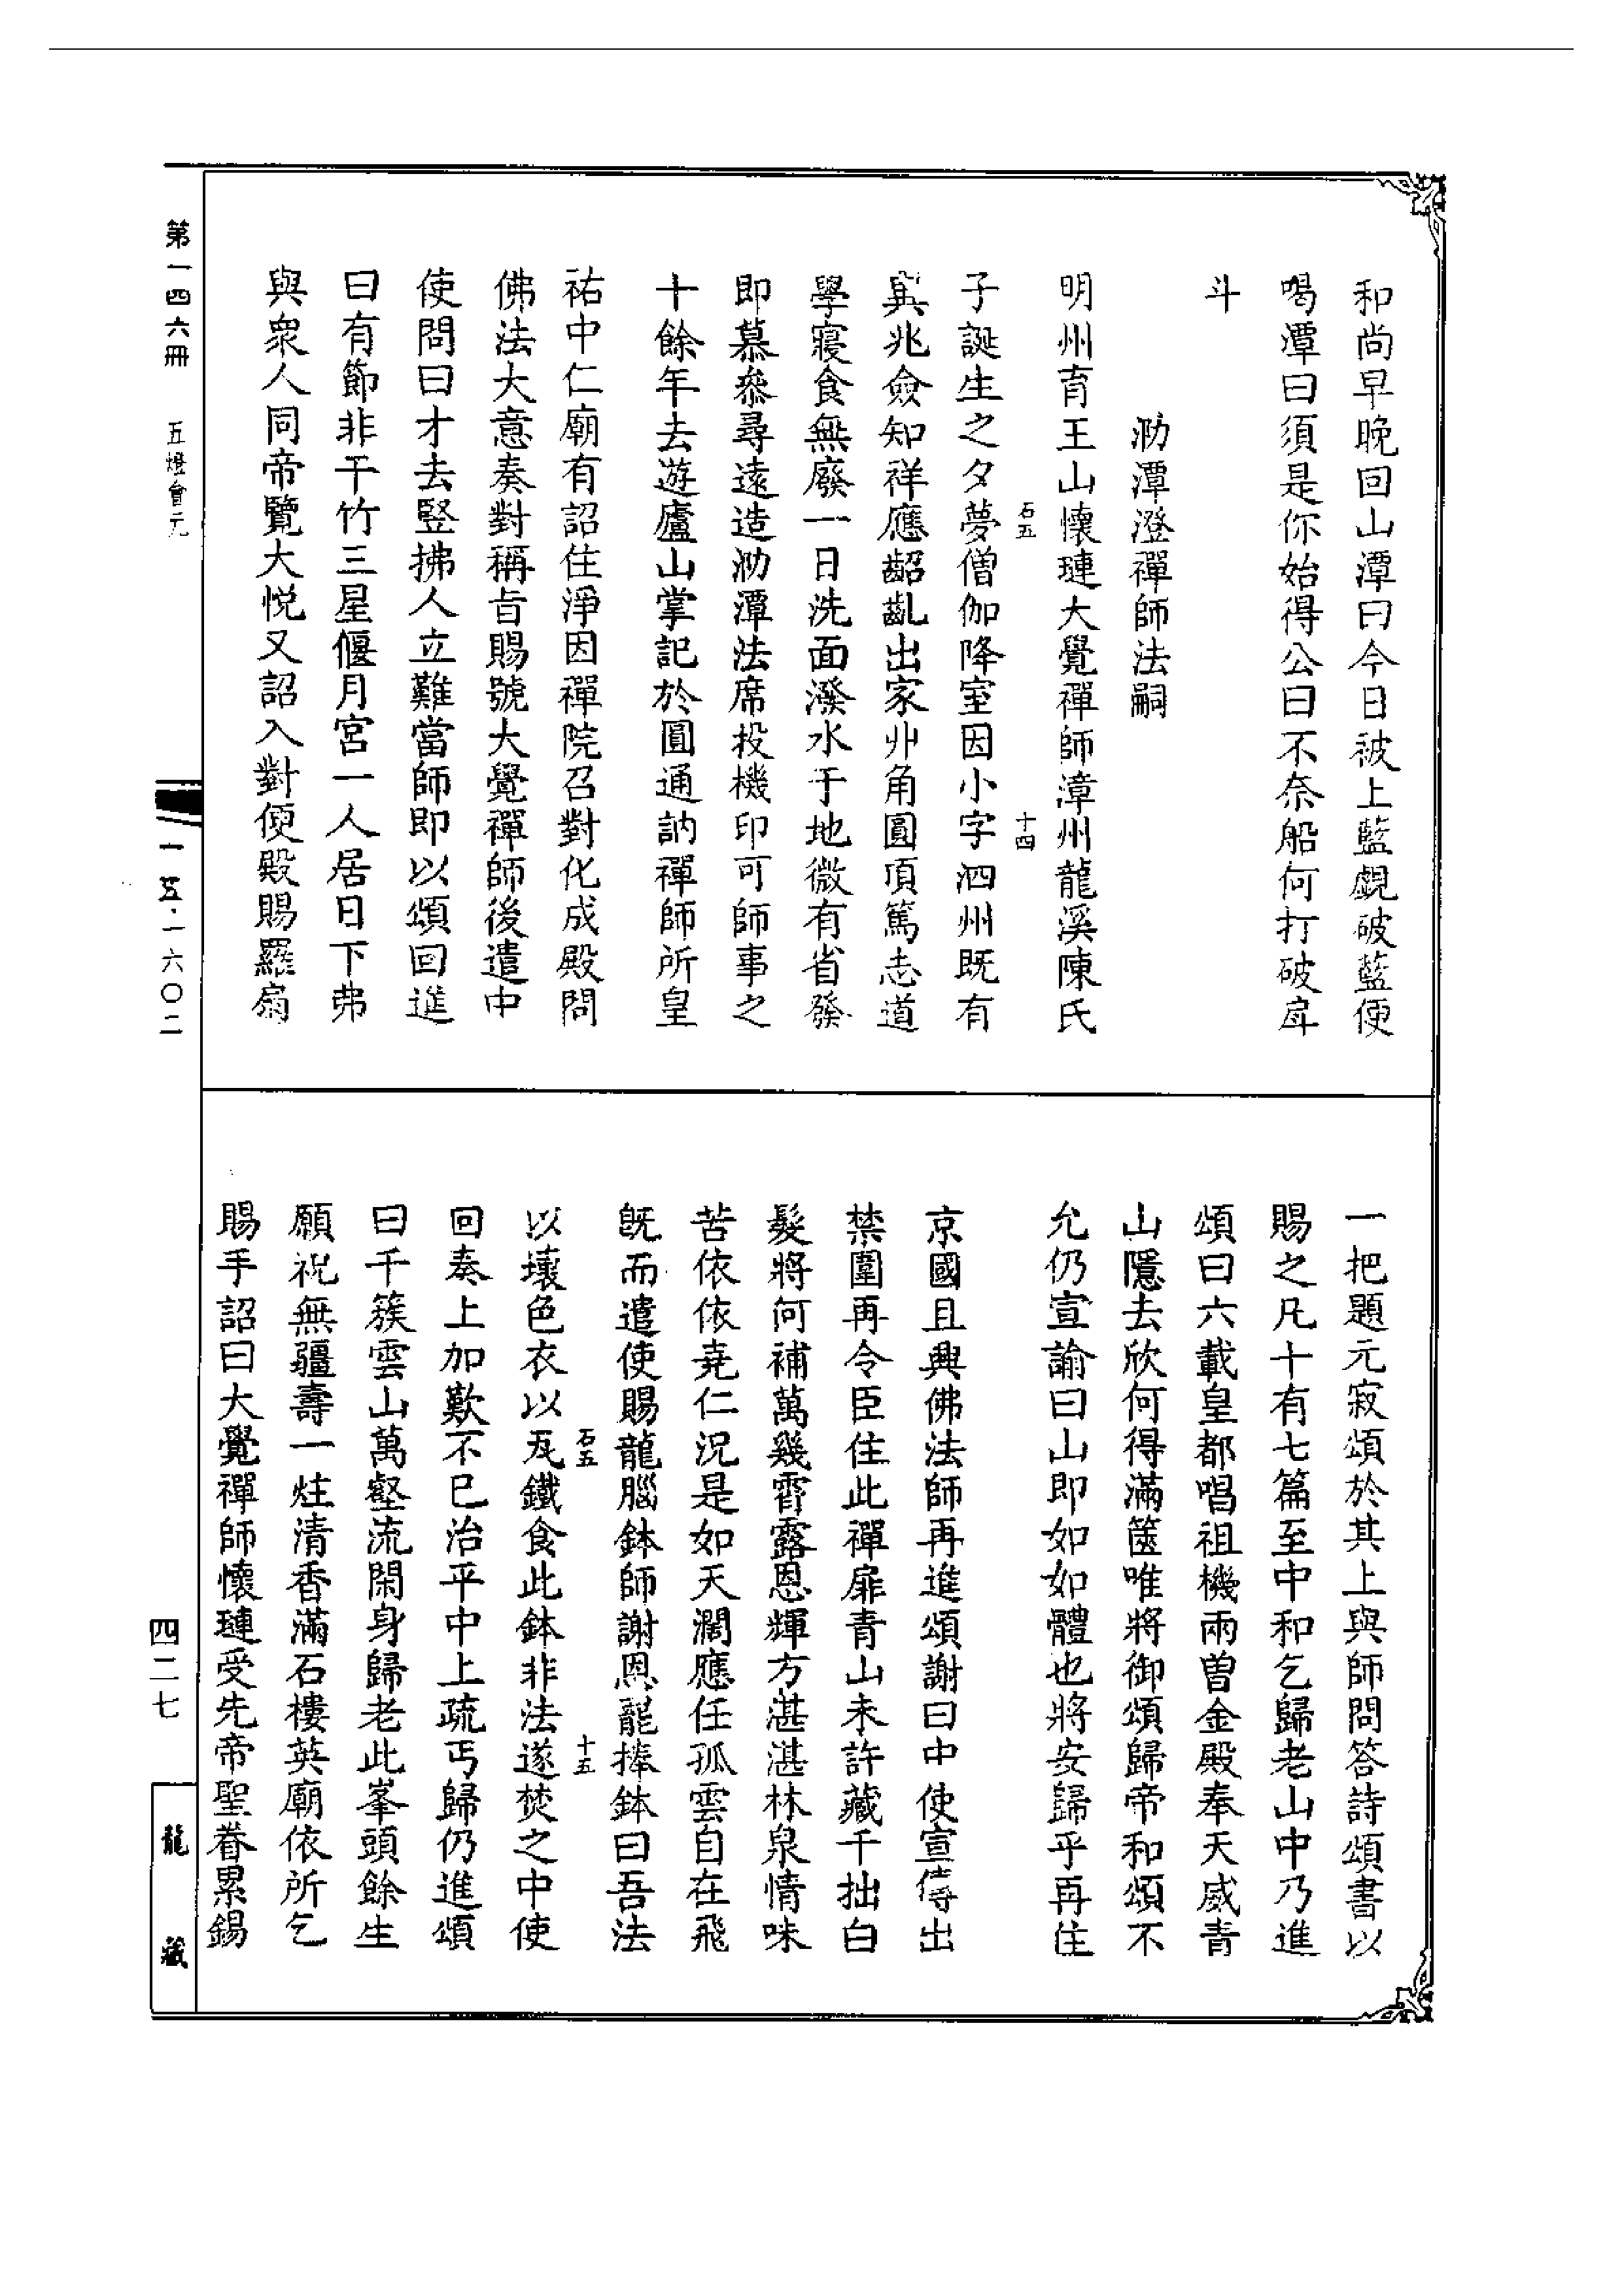 和尚早晚回山潭曰今日被上藍覷破藍便
喝潭曰須是你始得公曰不奈船何打破戽
斗
泐潭澄禪師法嗣
明州育王山懷璉大覺禪師漳州龍溪陳氏
石五
十四
子誕生之夕夢僧伽降室因小字泗州既有
異兆僉知祥應齠齓出家丱角圓頂篤志道
學寢食無廢一日洗面潑水于地微有省發
即慕叅尋遠造泐潭法席投機印可師事之
十餘年去遊廬山掌記於圓通訥禪師所皇
祐中仁廟有詔住淨因禪院召對化成殿問
佛法大意奏對稱旨賜號大覺禪師後遣中
使問曰才去竪拂人立難當師即以頌回進
曰有節非干竹三星偃月宮一人居日下弗
與眾人同帝覽大悅又詔入對便殿賜羅扇
一把題元寂頌於其上與師問答詩頌書以
賜之凡十有七篇至中和乞歸老山中乃進
頌曰六載皇都唱祖機兩曾金殿奉天威青
山隱去欣何得滿篋唯將御頌歸帝和頌不
允仍宣諭曰山即如如體也將安歸乎再住
京國且興佛法師再進頌謝曰中使宣傳出
禁圍再令臣住此禪扉青山未許藏千拙白
髮將何補萬幾霄露恩輝方湛湛林泉情味
苦依依堯仁況是如天濶應任孤雲自在飛
旣而遣使賜龍腦鉢師謝恩罷捧鉢曰吾法
石五
十五
以壞色衣以瓦鐵食此鉢非法遂焚之中使
回奏上加歎不已治平中上疏丐歸仍進頌
曰千簇雲山萬壑流閑身歸老此峯頭餘生
願祝無疆壽一炷清香滿石樓英廟依所乞
賜手詔曰大覺禪師懷璉受先帝聖眷累錫
第一四六冊
五燈會元
一五·一六〇二
四二七
龍藏